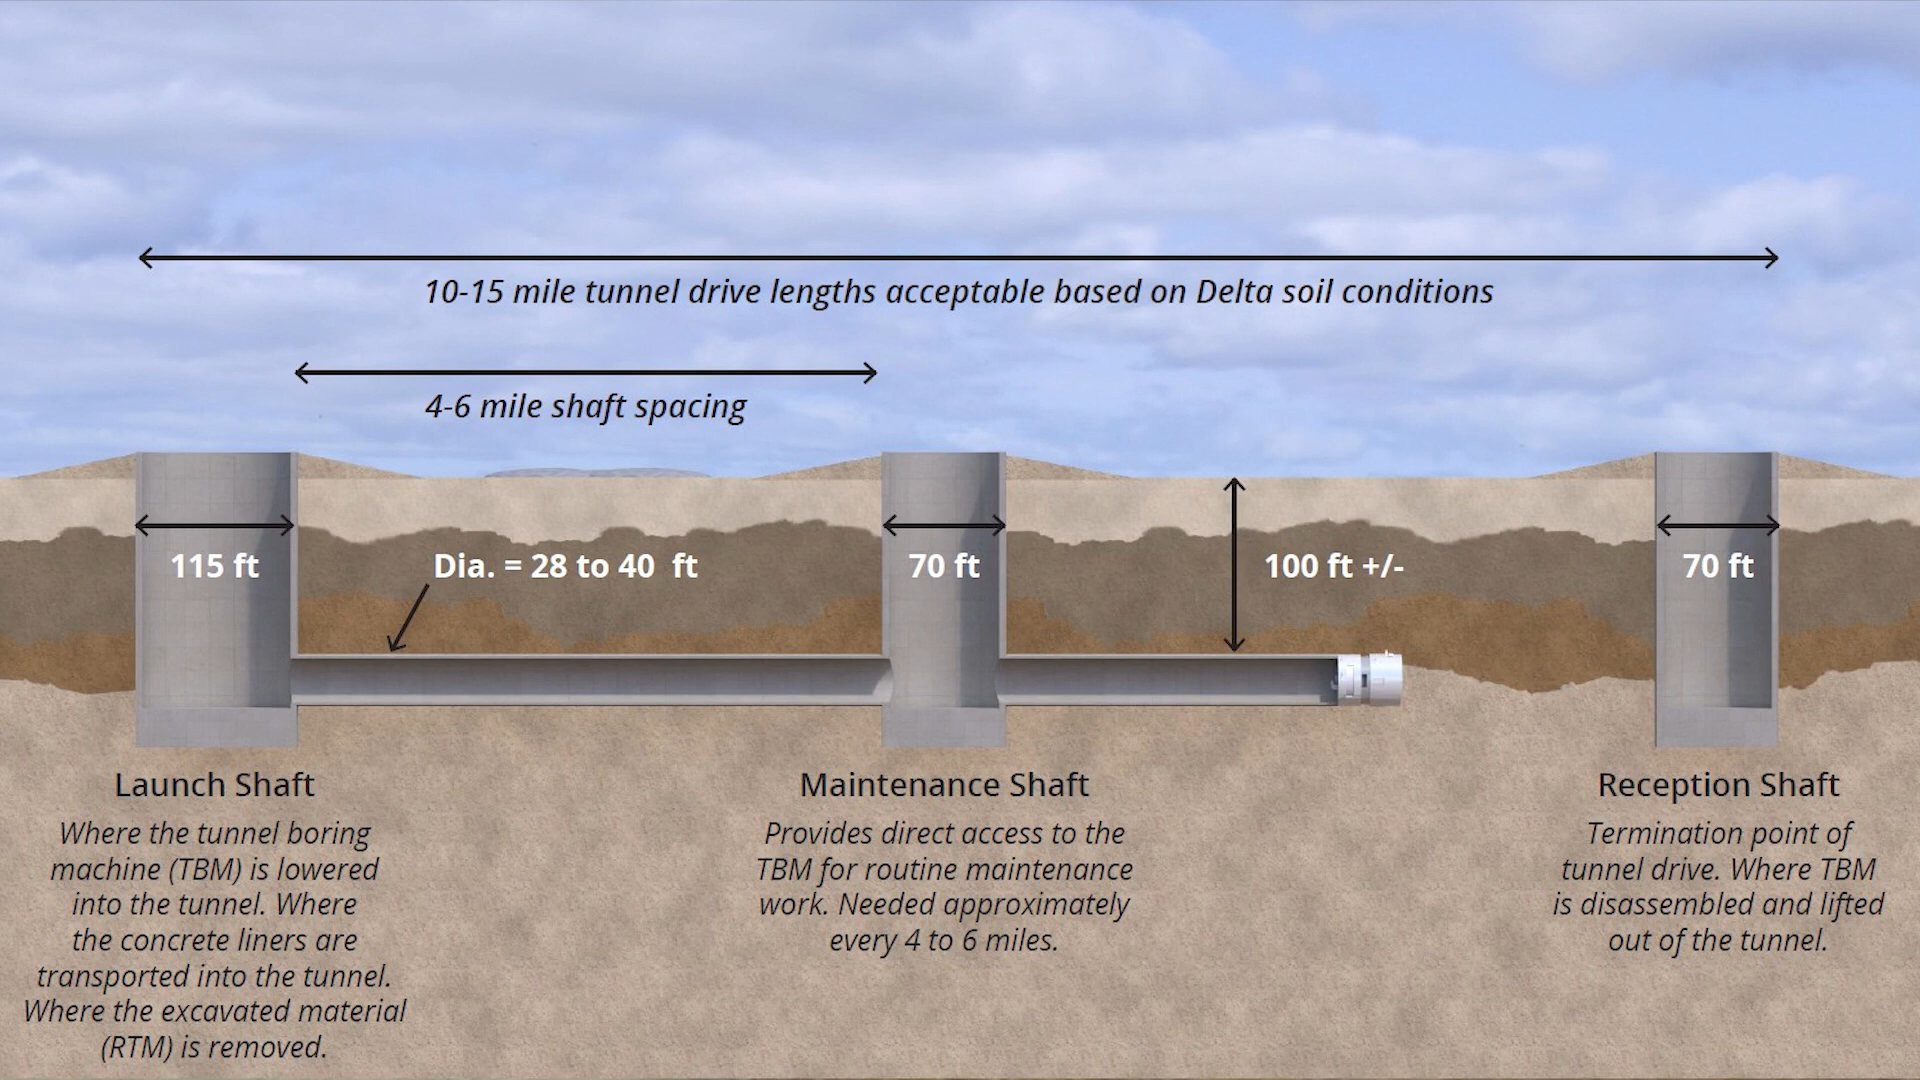 10-15 mile tunnel drive lengths acceptable based on Delta soil conditions
4-6 mile shaft spacing
115 ft
Dia. = 28 to 40 ft
70 ft
100 ft +/-
70 ft
Launch Shaft
Where the tunnel boring
machine (TBM) is lowered
into the tunnel. Where
the concrete liners are
transported into the tunnel.
Where the excavated material
(RTM) is removed.
Maintenance Shaft
Provides direct access to the
TBM for routine maintenance
work. Needed approximately
every 4 to 6 miles.
Reception Shaft
Termination point of
tunnel drive. Where TBM
is disassembled and lifted
out of the tunnel.